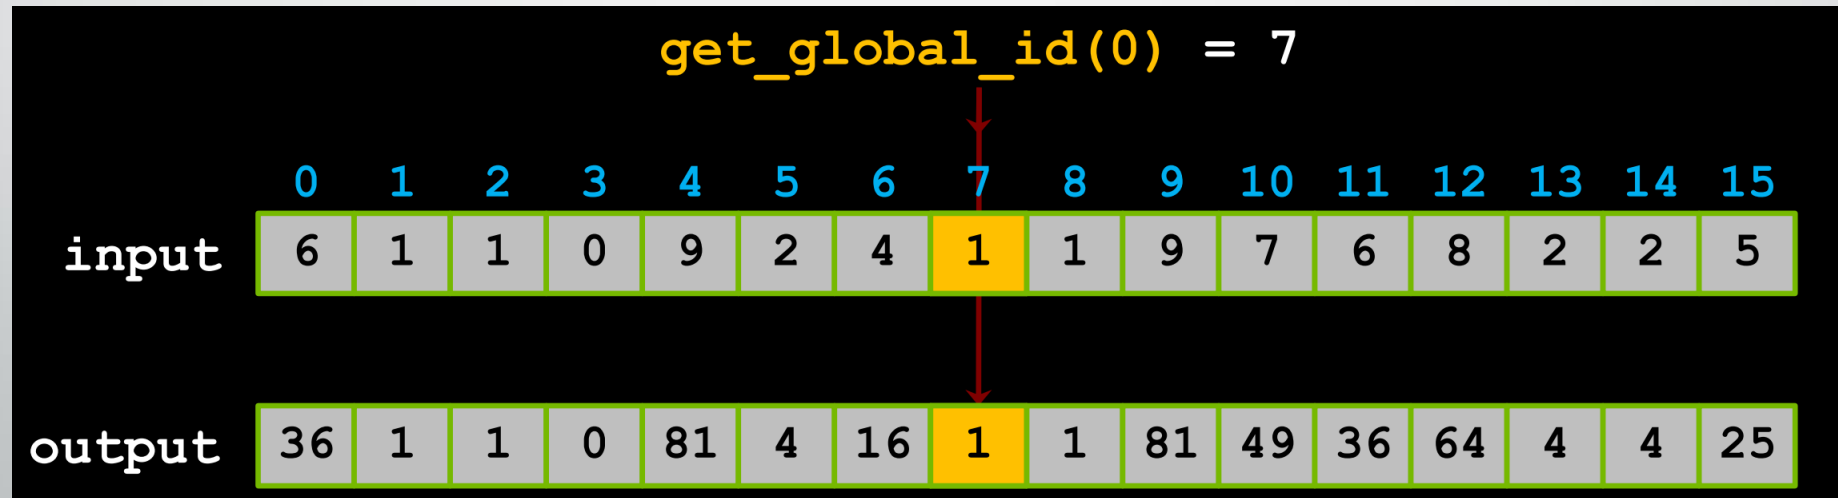 get_global_id(0) = 7
0 1 2 3 4 5 6 7 8 9 10 11 12 13 14 15
input 6 1 1 0 9 2 4 1 1 9 7 6 8 2 2 5
output 36 1 1 0 81 4 16 1 1 81 49 36 64 4 4 25